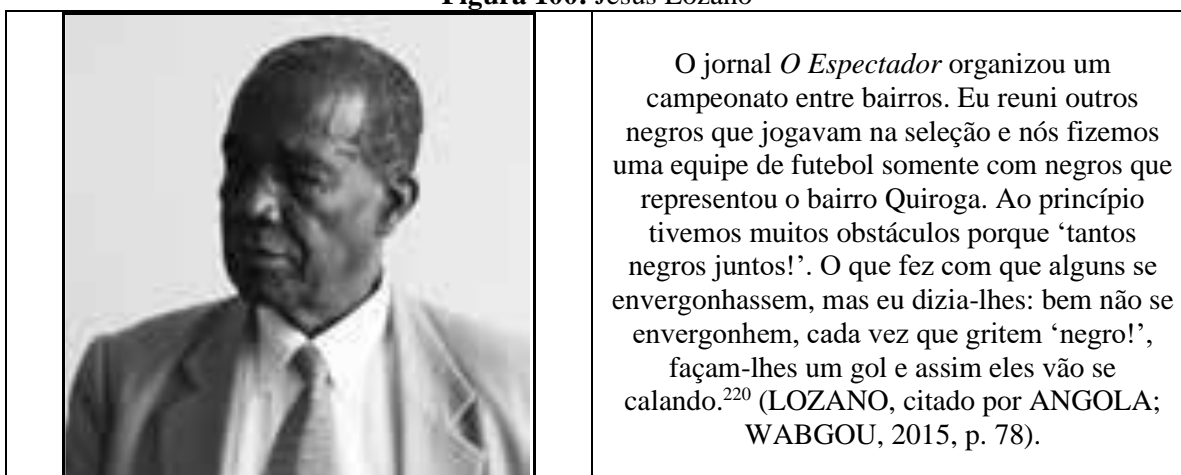 Figura 100: Jesus Lozano
O jornal O Espectador organizou um
campeonato entre bairros. Eu reuni outros
negros que jogavam na seleção e nós fizemos
uma equipe de futebol somente com negros que
representou o bairro Quiroga. Ao princípio
tivemos muitos obstáculos porque ‘tantos
negros juntos!’. O que fez com que alguns se
envergonhassem, mas eu dizia-lhes: bem não se
envergonhem, cada vez que gritem ‘negro!’,
façam-lhes um gol e assim eles vão se
calando.220 (LOZANO, citado por ANGOLA;
WABGOU, 2015, p. 78).